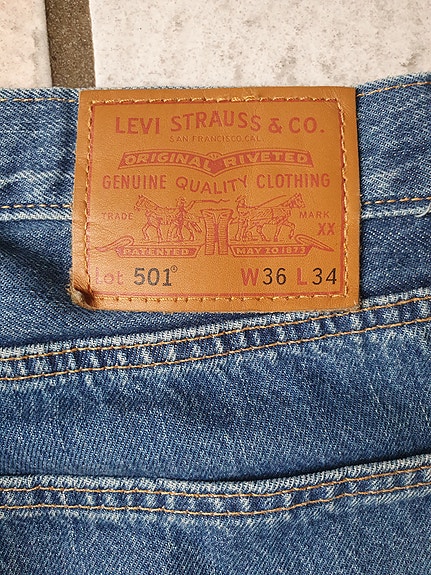 LEVI STRAUSS & CO.
SAN FRANCISCO, CAL.
ORIGINAL RIVETED
GENUINE QUALITY CLOTHING
TRADE MARK
XX
PATENTED MAY 20 1873
Lot 501® W36 L34